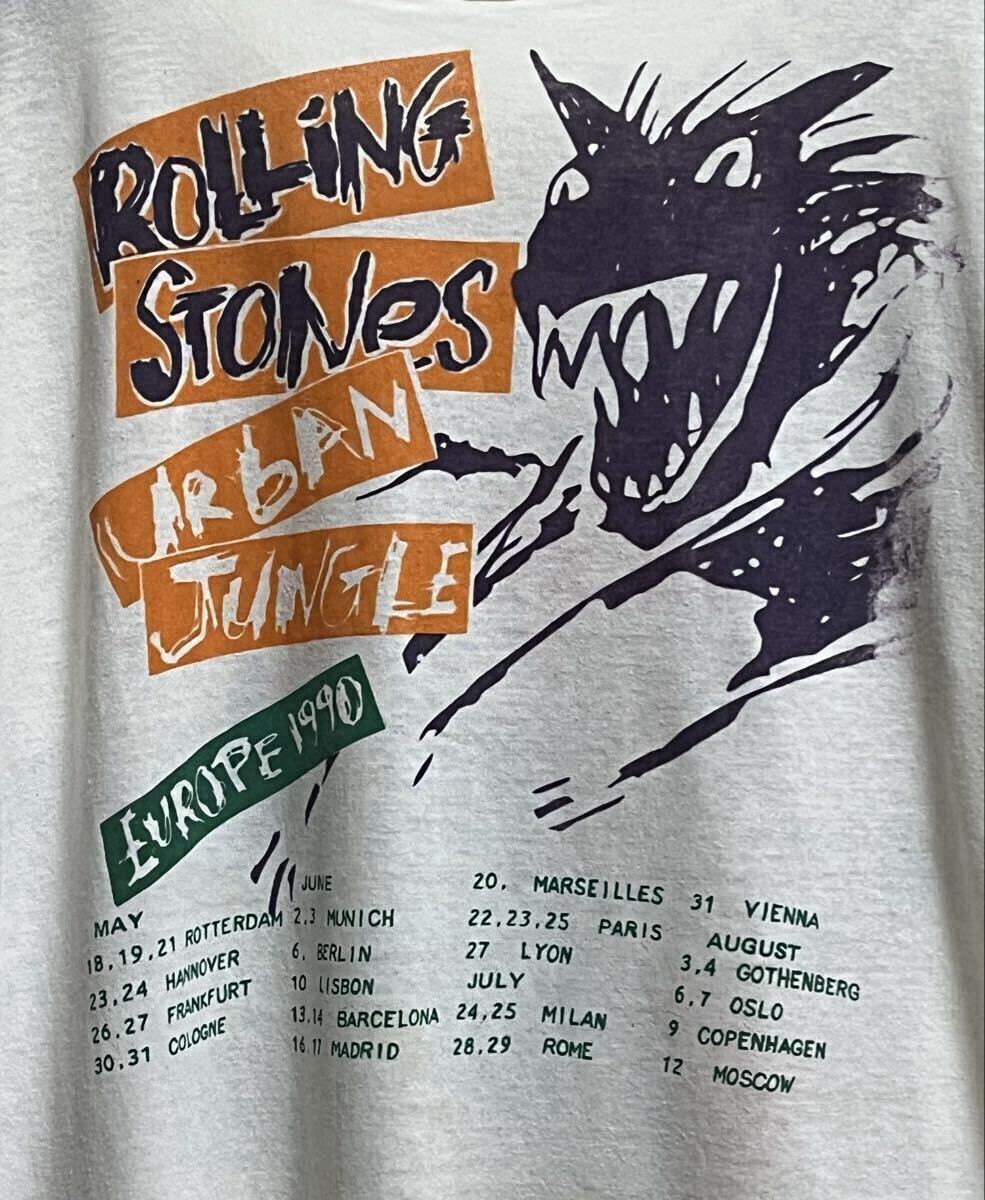 ROLLiNG
STONeS
URbAN
JUNGLE
EUROPE 1990
MAY
18,19,21 ROTTERDAM
23,24 HANNOVER
26,27 FRANKFURT
30,31 COLOGNE
JUNE
2,3 MUNICH
6, BERLIN
10 LISBON
13,14 BARCELONA
16,17 MADRID
20, MARSEILLES
22,23,25 PARIS
27 LYON
JULY
24,25 MILAN
28,29 ROME
31 VIENNA
AUGUST
3,4 GOTHENBERG
6,7 OSLO
9 COPENHAGEN
12 MOSCOW